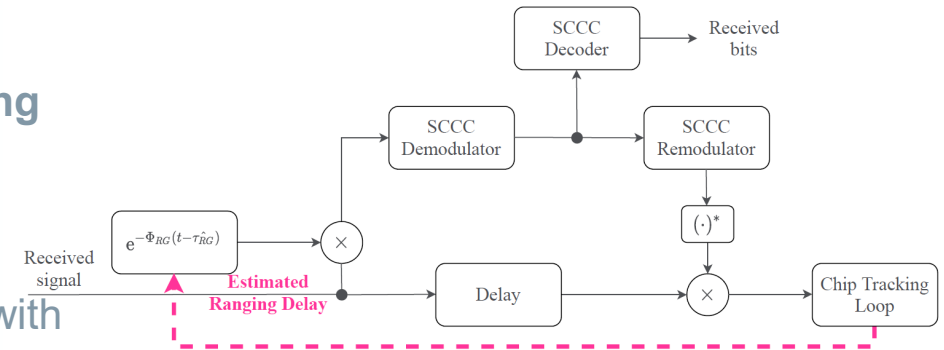 SCCC
Decoder
Received
bits
ng
SCCC
Demodulator
SCCC
Remodulator
(·)*
e^{-Φ_{RG}(t-τ̂_{RG})}
×
Received
signal
Estimated
Ranging Delay
Delay
×
Chip Tracking
Loop
with